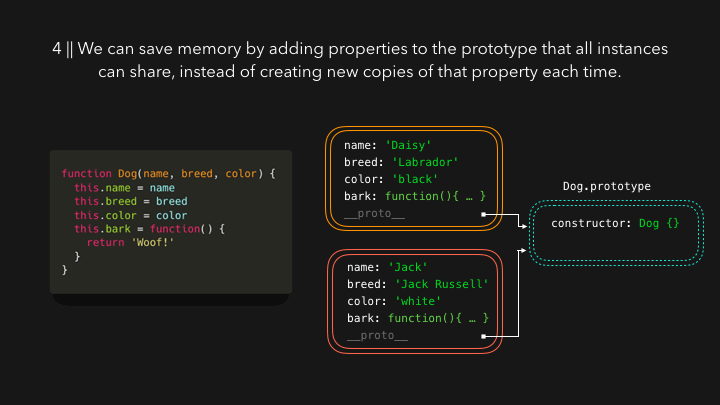 4 || We can save memory by adding properties to the prototype that all instances
can share, instead of creating new copies of that property each time.
function Dog(name, breed, color) {
  this.name = name
  this.breed = breed
  this.color = color
  this.bark = function() {
    return 'Woof!'
  }
}
name: 'Daisy'
breed: 'Labrador'
color: 'black'
bark: function(){ … }
__proto__
name: 'Jack'
breed: 'Jack Russell'
color: 'white'
bark: function(){ … }
__proto__
Dog.prototype
constructor: Dog {}